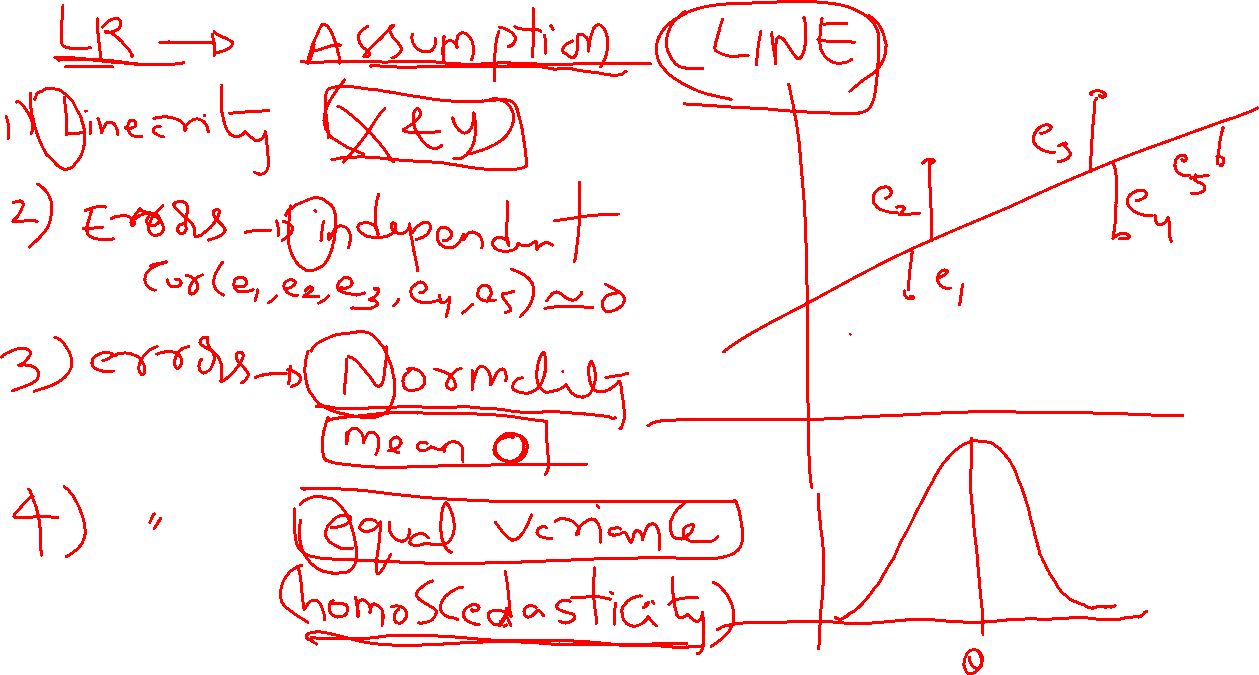 LR → Assumption LINE
1) Linearity X & y
2) Errors → independent
Cor(e1, e2, e3, e4, e5) ≃ 0
3) errors → Normality
mean 0
4) " equal variance
(homoscedasticity)
e3
e5
e2
e4
e1
0